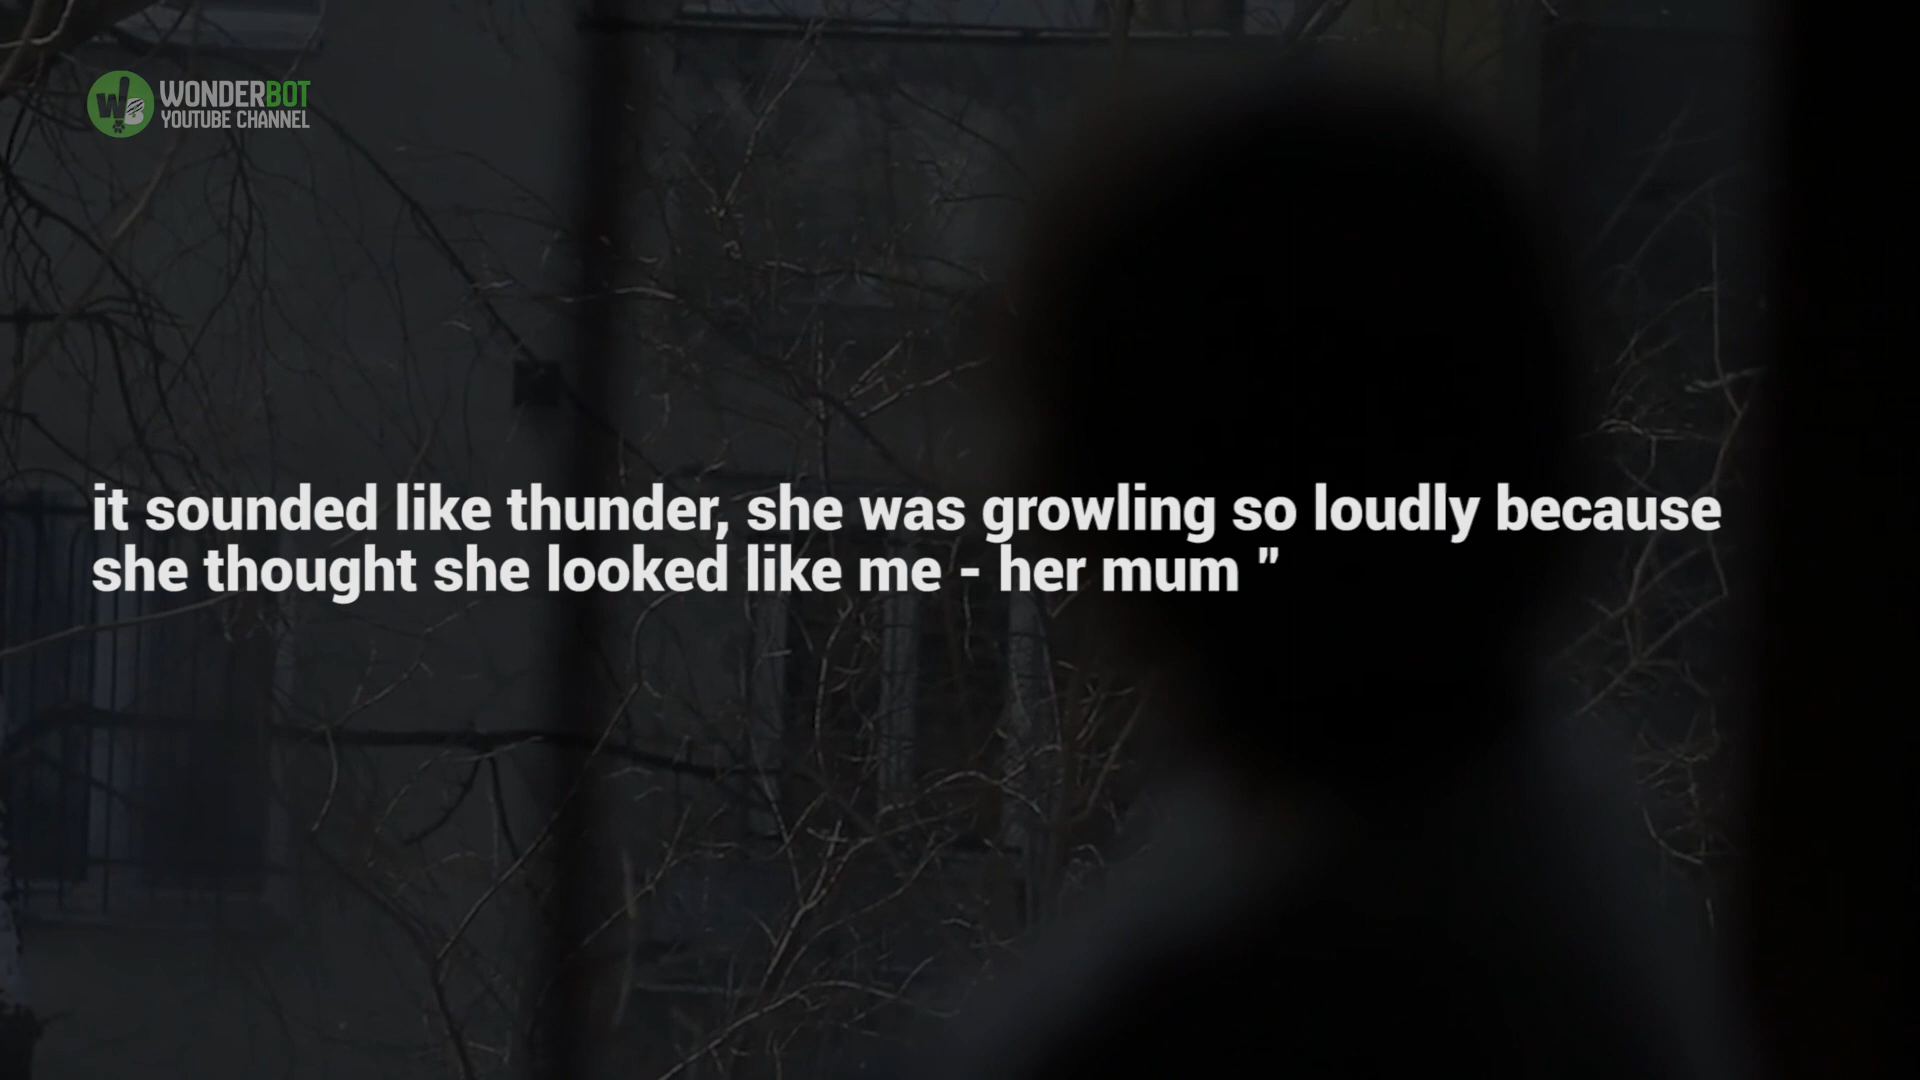 WONDERBOT
YOUTUBE CHANNEL
it sounded like thunder, she was growling so loudly because
she thought she looked like me - her mum "